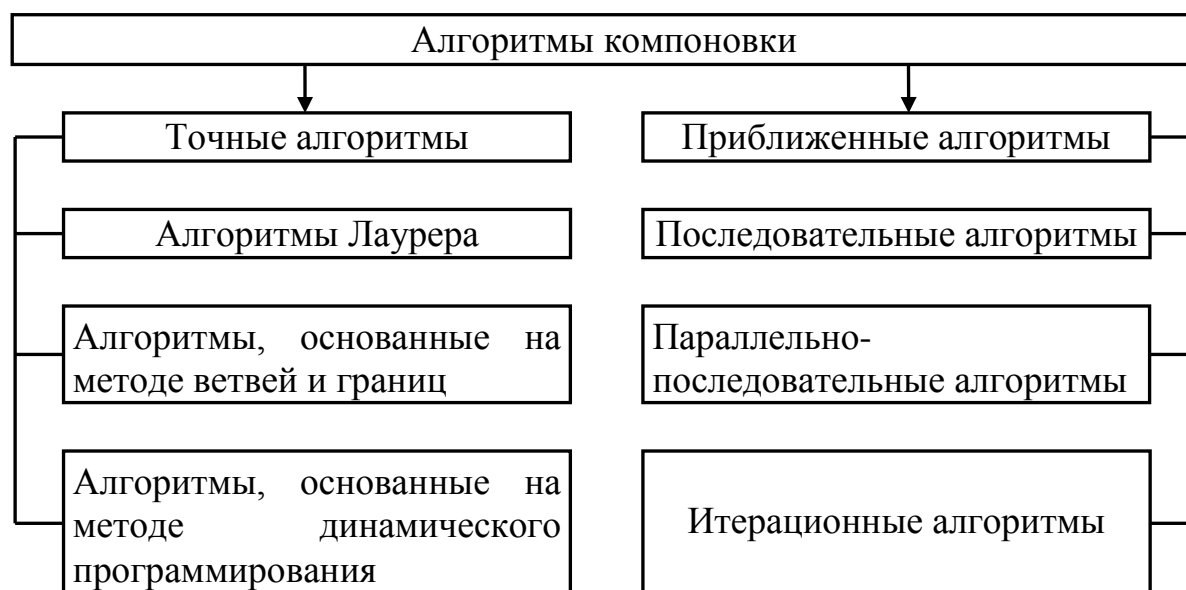 Алгоритмы компоновки
Точные алгоритмы
Приближенные алгоритмы
Алгоритмы Лаурера
Последовательные алгоритмы
Алгоритмы, основанные на
методе ветвей и границ
Параллельно-
последовательные алгоритмы
Алгоритмы, основанные на
методе динамического
программирования
Итерационные алгоритмы